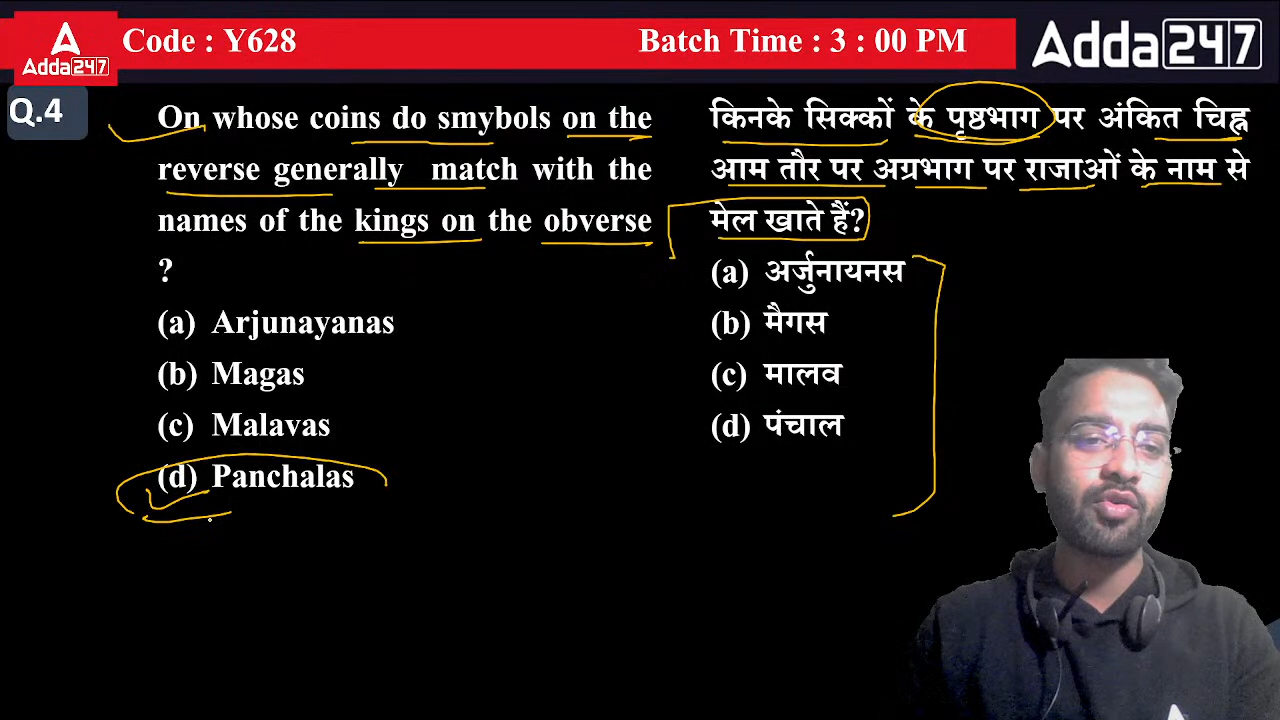 Code : Y628
Batch Time : 3 : 00 PM
Adda247
Adda247
Q.4
On whose coins do smybols on the
reverse generally match with the
names of the kings on the obverse
?
(a) Arjunayanas
(b) Magas
(c) Malavas
(d) Panchalas
किनके सिक्कों के पृष्ठभाग पर अंकित चिह्न
आम तौर पर अग्रभाग पर राजाओं के नाम से
मेल खाते हैं?
(a) अर्जुनायनस
(b) मैगस
(c) मालव
(d) पंचाल